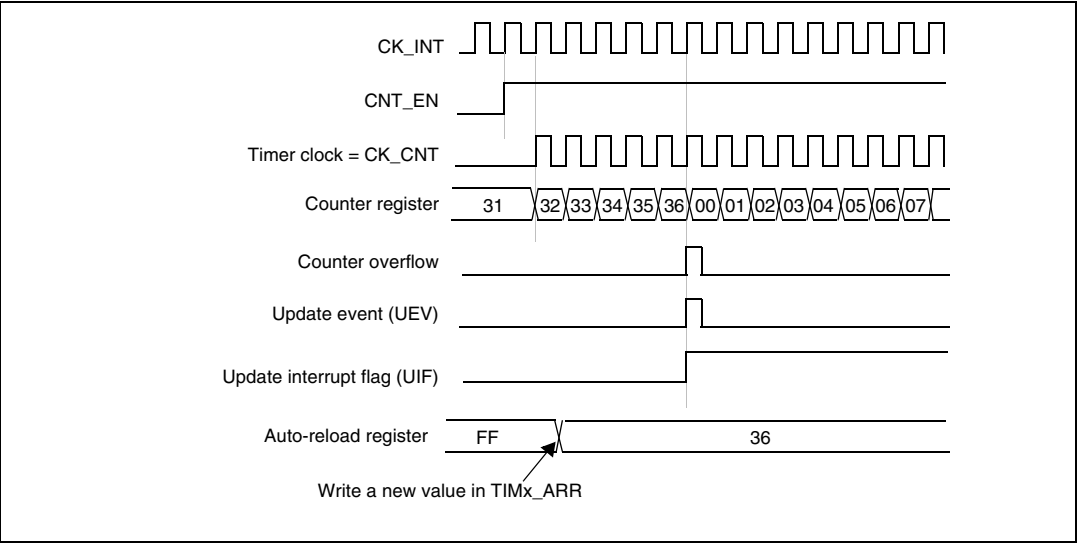 CK_INT
CNT_EN
Timer clock = CK_CNT
Counter register 31 32 33 34 35 36 00 01 02 03 04 05 06 07
Counter overflow
Update event (UEV)
Update interrupt flag (UIF)
Auto-reload register FF 36
Write a new value in TIMx_ARR